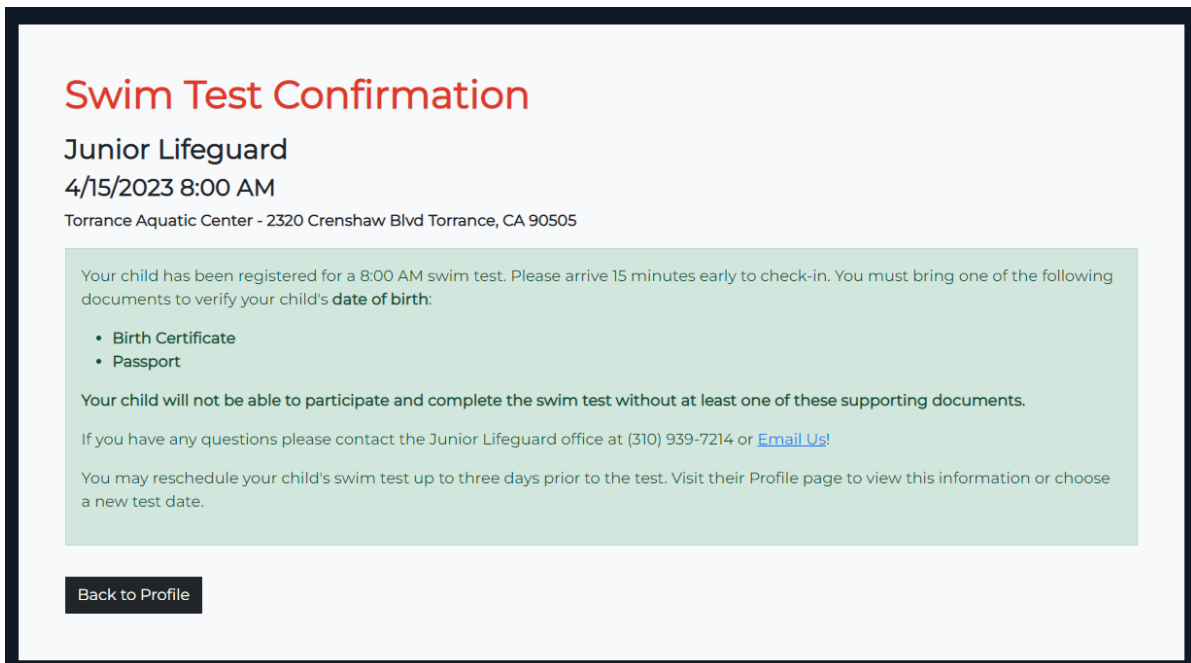 Swim Test Confirmation
Junior Lifeguard
4/15/2023 8:00 AM
Torrance Aquatic Center - 2320 Crenshaw Blvd Torrance, CA 90505
Your child has been registered for a 8:00 AM swim test. Please arrive 15 minutes early to check-in. You must bring one of the following
documents to verify your child's date of birth:
• Birth Certificate
• Passport
Your child will not be able to participate and complete the swim test without at least one of these supporting documents.
If you have any questions please contact the Junior Lifeguard office at (310) 939-7214 or Email Us!
You may reschedule your child's swim test up to three days prior to the test. Visit their Profile page to view this information or choose
a new test date.
Back to Profile